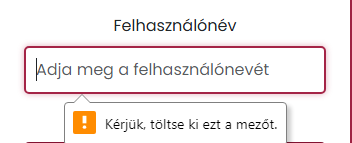 Felhasználónév
Adja meg a felhasználónevét
Kérjük, töltse ki ezt a mezőt.